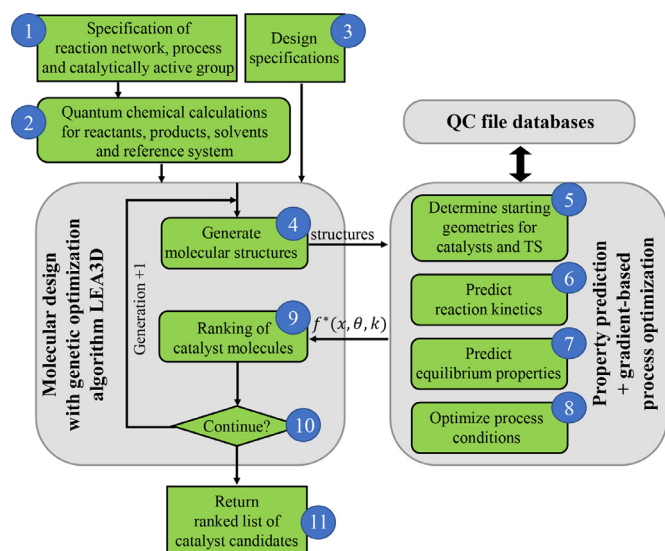 1
Specification of
reaction network, process
and catalytically active group
3
Design
specifications
2
Quantum chemical calculations
for reactants, products, solvents
and reference system
QC file databases
Molecular design
with genetic optimization
algorithm LEA3D
Generation +1
4
Generate
molecular structures
structures
5
Determine starting
geometries for
catalysts and TS
6
Predict
reaction kinetics
7
Predict
equilibrium properties
8
Optimize process
conditions
Property prediction
+ gradient-based
process optimization
f*(x, θ, k)
9
Ranking of
catalyst molecules
Continue?
10
Return
ranked list of
catalyst candidates
11